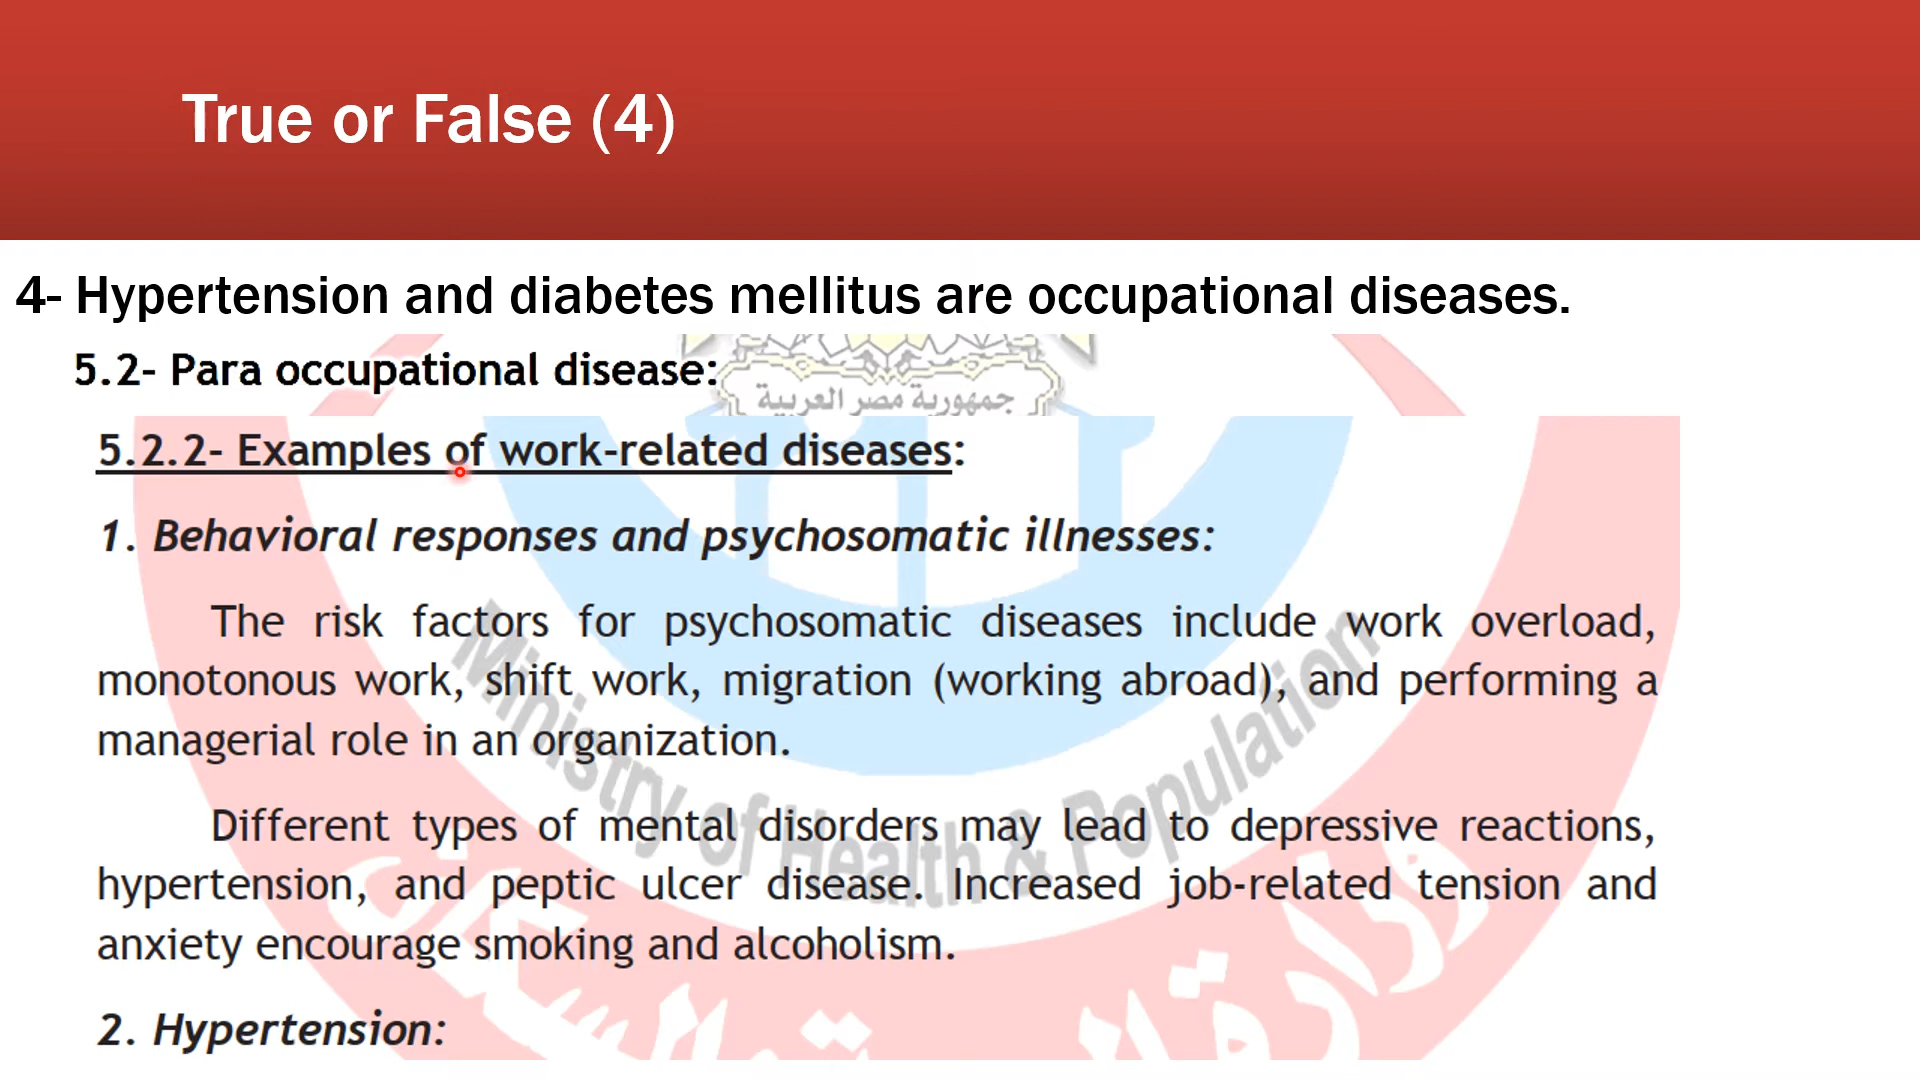 True or False (4)
4- Hypertension and diabetes mellitus are occupational diseases.
5.2- Para occupational disease:
جمهورية مصر العربية
5.2.2- Examples of work-related diseases:
1. Behavioral responses and psychosomatic illnesses:
The risk factors for psychosomatic diseases include work overload,
monotonous work, shift work, migration (working abroad), and performing a
managerial role in an organization.
Different types of mental disorders may lead to depressive reactions,
hypertension, and peptic ulcer disease. Increased job-related tension and
anxiety encourage smoking and alcoholism.
2. Hypertension:
Ministry of Health & Population
وزارة